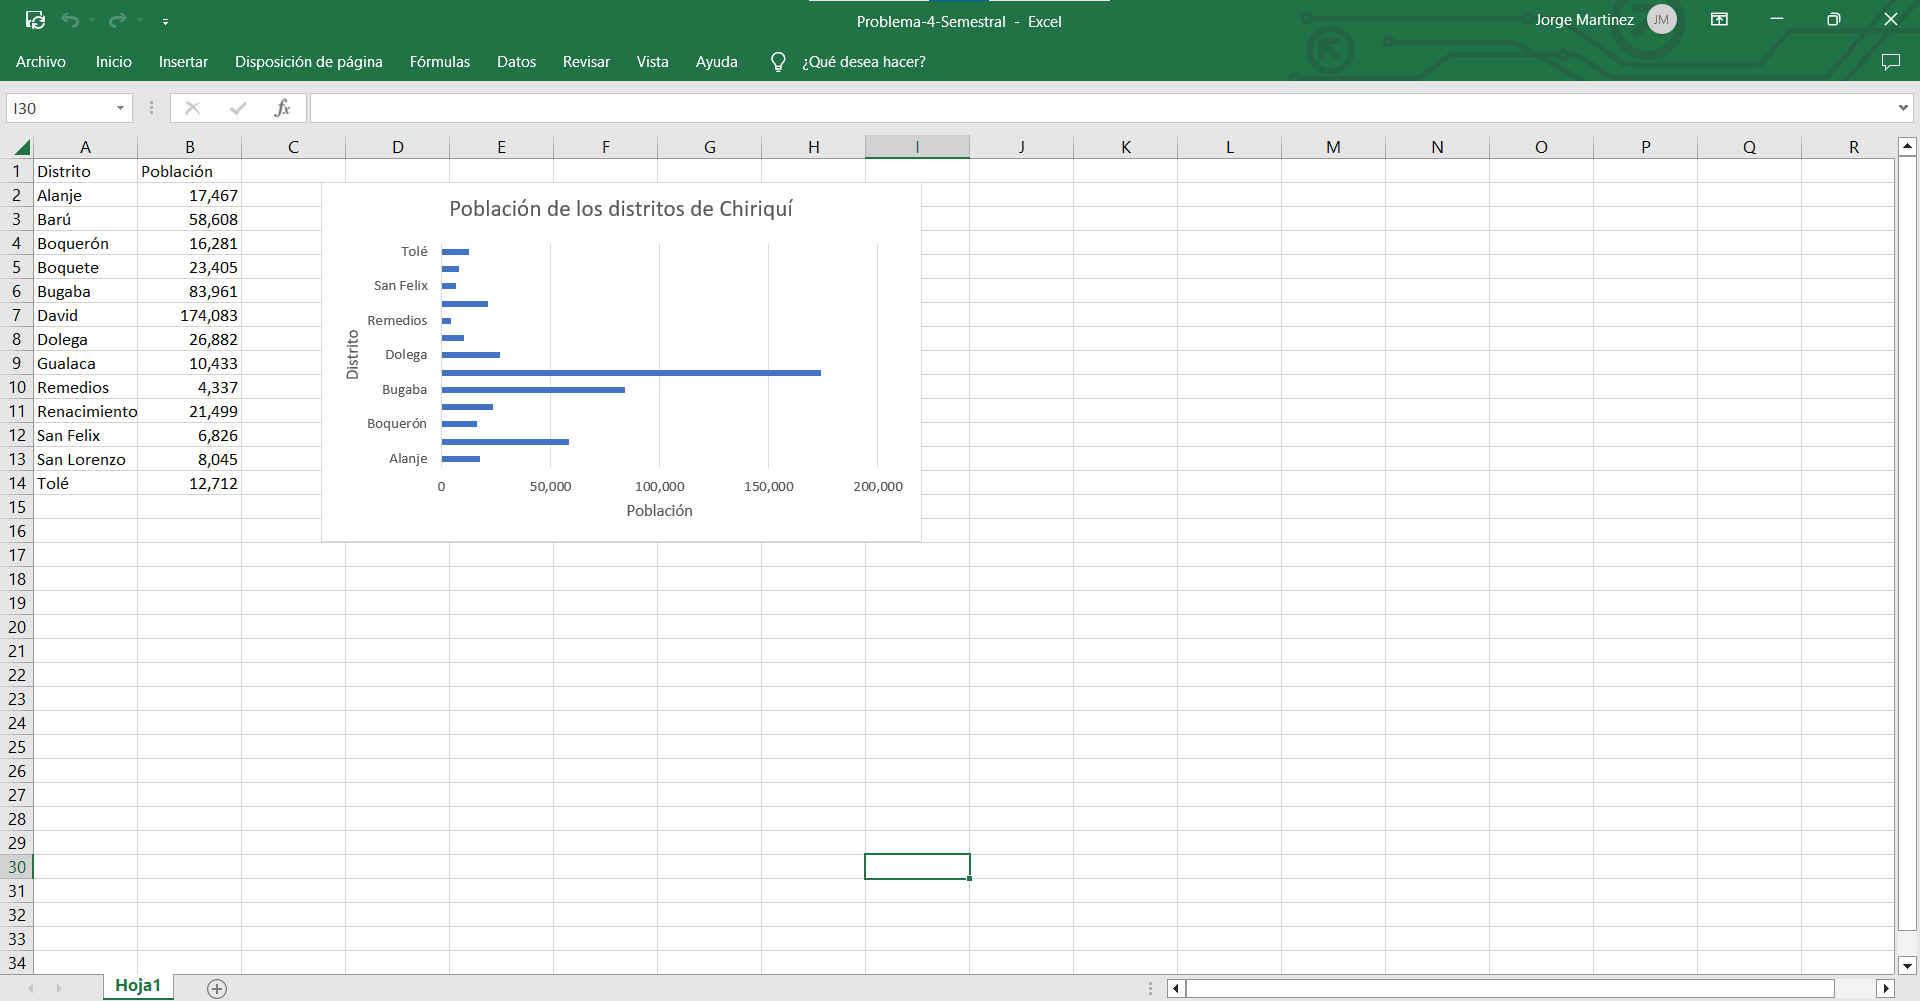 Problema-4-Semestral - Excel
Jorge Martinez JM
Archivo Inicio Insertar Disposición de página Fórmulas Datos Revisar Vista Ayuda ¿Qué desea hacer?
I30 fx
A B C D E F G H I J K L M N O P Q R
1 Distrito Población
2 Alanje 17,467
3 Barú 58,608
4 Boquerón 16,281
5 Boquete 23,405
6 Bugaba 83,961
7 David 174,083
8 Dolega 26,882
9 Gualaca 10,433
10 Remedios 4,337
11 Renacimiento 21,499
12 San Felix 6,826
13 San Lorenzo 8,045
14 Tolé 12,712
15
16
17
18
19
20
21
22
23
24
25
26
27
28
29
30
31
32
33
34
Población de los distritos de Chiriquí
Distrito
Tolé
San Felix
Remedios
Dolega
Bugaba
Boquerón
Alanje
0 50,000 100,000 150,000 200,000
Población
Hoja1